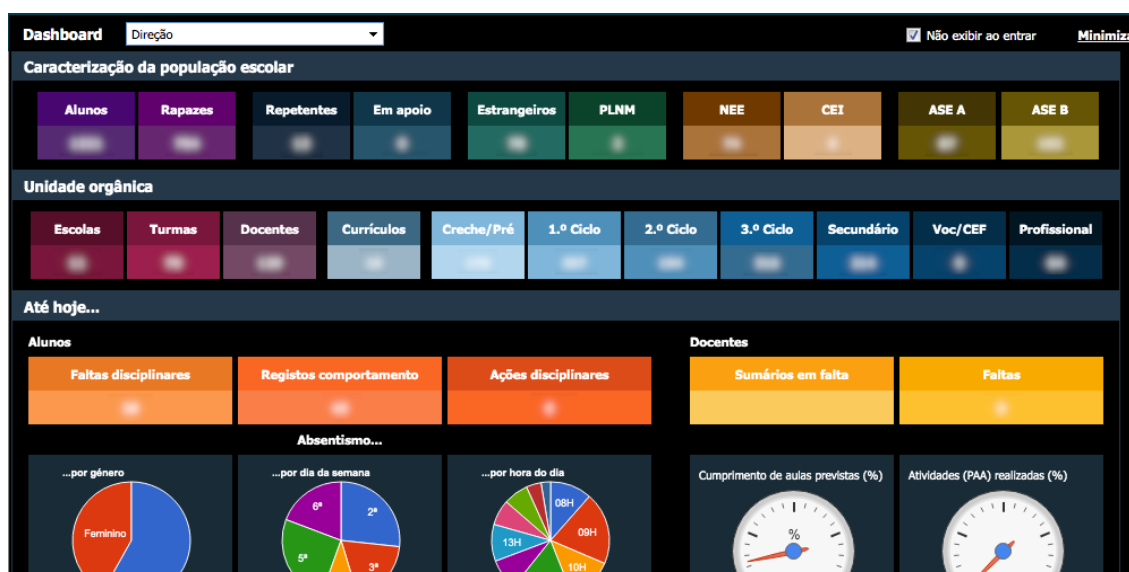 Dashboard Direção Não exibir ao entrar Minimiza
Caracterização da população escolar
Alunos Rapazes Repetentes Em apoio Estrangeiros PLNM NEE CEI ASE A ASE B
Unidade orgânica
Escolas Turmas Docentes Currículos Creche/Pré 1.º Ciclo 2.º Ciclo 3.º Ciclo Secundário Voc/CEF Profissional
Até hoje...
Alunos Docentes
Faltas disciplinares Registos comportamento Ações disciplinares Sumários em falta Faltas
Absentismo...
...por género ...por dia da semana ...por hora do dia Cumprimento de aulas previstas (%) Atividades (PAA) realizadas (%)
6ª 2ª 08H
Feminino 09H %
13H
5ª 3ª 10H